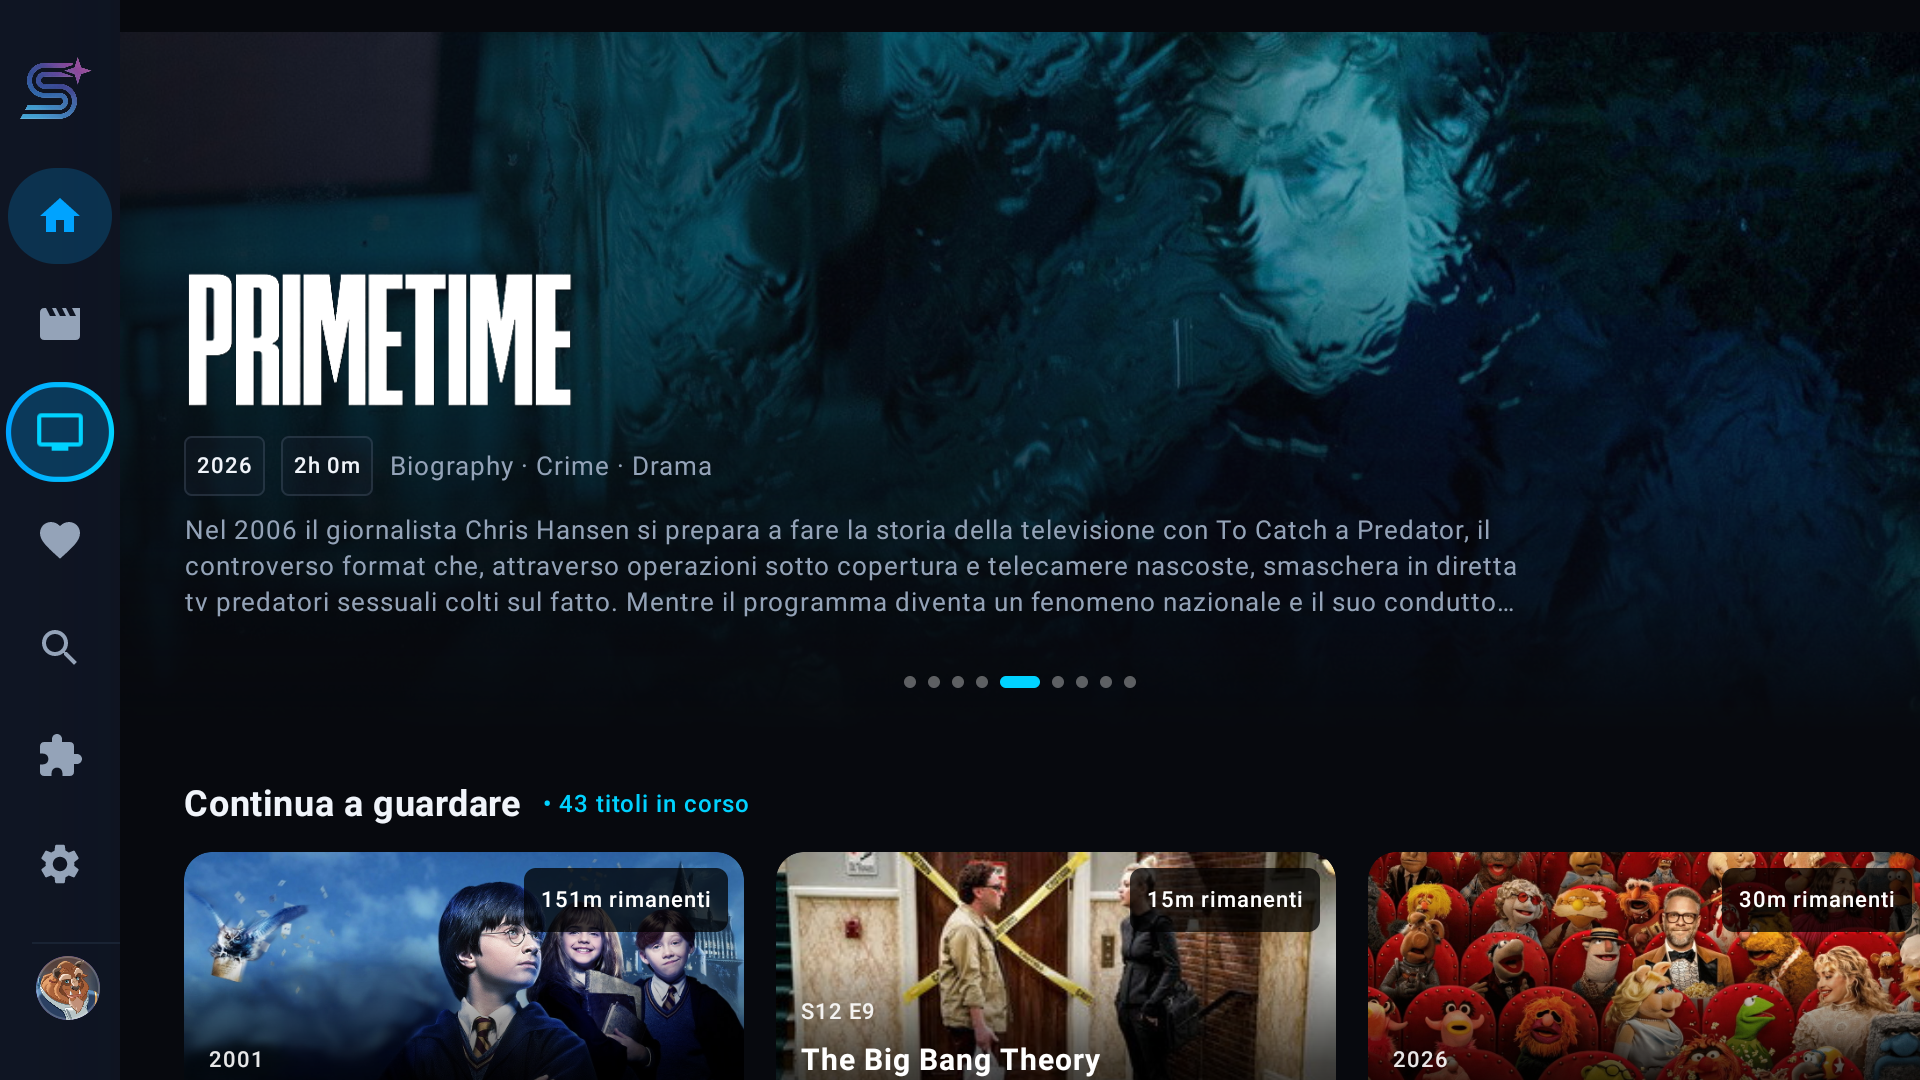 PRIMETIME
2026
2h 0m
Biography · Crime · Drama
Nel 2006 il giornalista Chris Hansen si prepara a fare la storia della televisione con To Catch a Predator, il
controverso format che, attraverso operazioni sotto copertura e telecamere nascoste, smaschera in diretta
tv predatori sessuali colti sul fatto. Mentre il programma diventa un fenomeno nazionale e il suo condutto…
Continua a guardare
• 43 titoli in corso
151m rimanenti
2001
15m rimanenti
S12 E9
The Big Bang Theory
30m rimanenti
2026